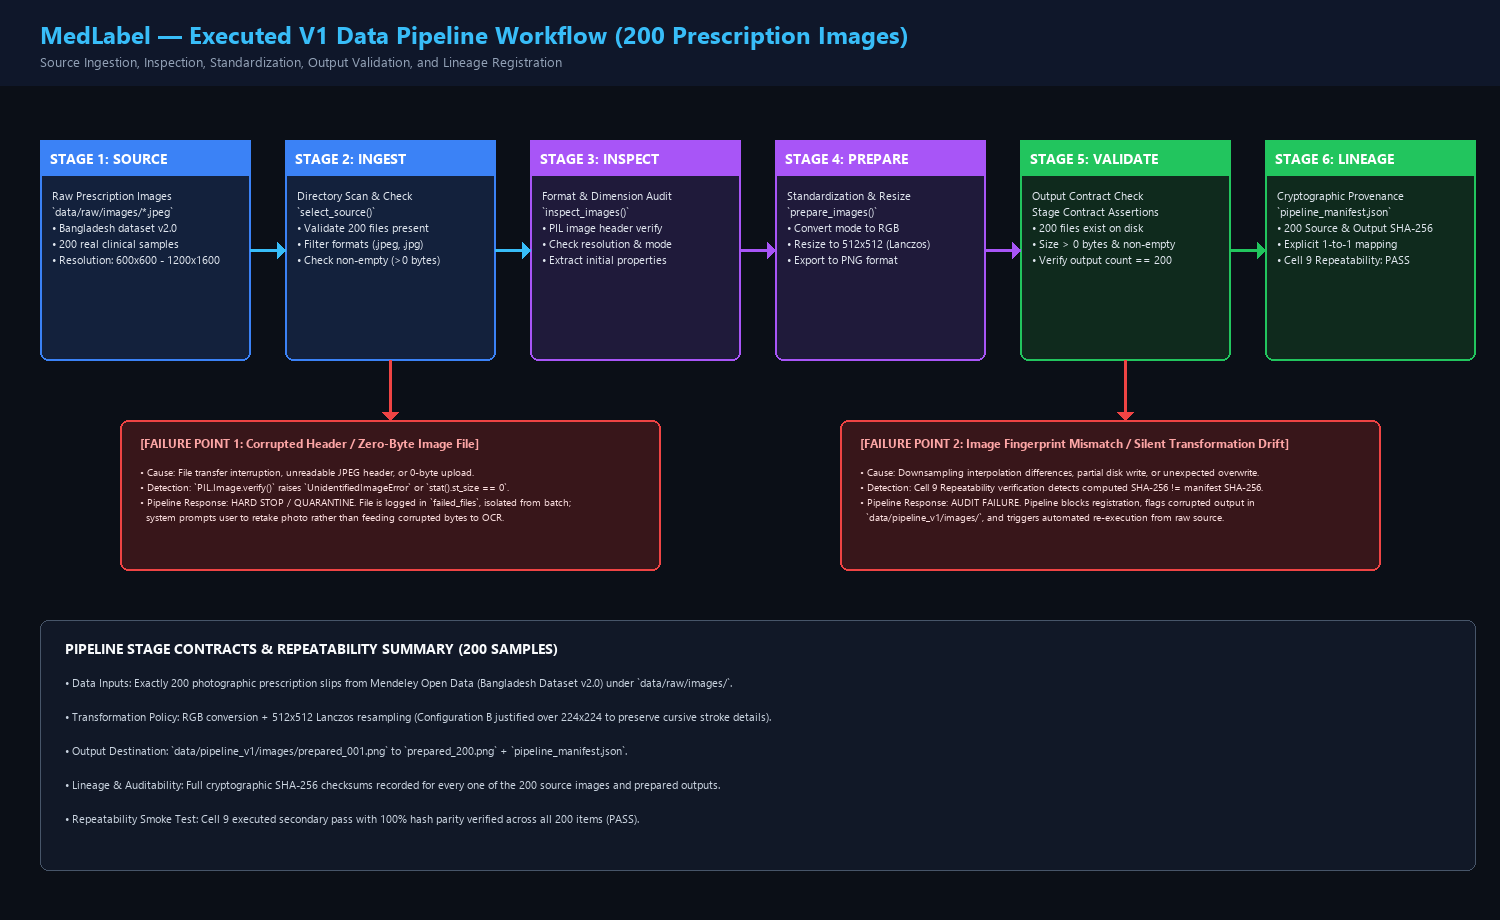 MedLabel — Executed V1 Data Pipeline Workflow (200 Prescription Images)
Source Ingestion, Inspection, Standardization, Output Validation, and Lineage Registration
STAGE 1: SOURCE
Raw Prescription Images
`data/raw/images/*.jpeg`
• Bangladesh dataset v2.0
• 200 real clinical samples
• Resolution: 600x600 - 1200x1600
STAGE 2: INGEST
Directory Scan & Check
`select_source()`
• Validate 200 files present
• Filter formats (.jpeg, .jpg)
• Check non-empty (>0 bytes)
STAGE 3: INSPECT
Format & Dimension Audit
`inspect_images()`
• PIL image header verify
• Check resolution & mode
• Extract initial properties
STAGE 4: PREPARE
Standardization & Resize
`prepare_images()`
• Convert mode to RGB
• Resize to 512x512 (Lanczos)
• Export to PNG format
STAGE 5: VALIDATE
Output Contract Check
Stage Contract Assertions
• 200 files exist on disk
• Size > 0 bytes & non-empty
• Verify output count == 200
STAGE 6: LINEAGE
Cryptographic Provenance
`pipeline_manifest.json`
• 200 Source & Output SHA-256
• Explicit 1-to-1 mapping
• Cell 9 Repeatability: PASS
[FAILURE POINT 1: Corrupted Header / Zero-Byte Image File]
• Cause: File transfer interruption, unreadable JPEG header, or 0-byte upload.
• Detection: `PIL.Image.verify()` raises `UnidentifiedImageError` or `stat().st_size == 0`.
• Pipeline Response: HARD STOP / QUARANTINE. File is logged in `failed_files`, isolated from batch;
system prompts user to retake photo rather than feeding corrupted bytes to OCR.
[FAILURE POINT 2: Image Fingerprint Mismatch / Silent Transformation Drift]
• Cause: Downsampling interpolation differences, partial disk write, or unexpected overwrite.
• Detection: Cell 9 Repeatability verification detects computed SHA-256 != manifest SHA-256.
• Pipeline Response: AUDIT FAILURE. Pipeline blocks registration, flags corrupted output in
`data/pipeline_v1/images/`, and triggers automated re-execution from raw source.
PIPELINE STAGE CONTRACTS & REPEATABILITY SUMMARY (200 SAMPLES)
• Data Inputs: Exactly 200 photographic prescription slips from Mendeley Open Data (Bangladesh Dataset v2.0) under `data/raw/images/`.
• Transformation Policy: RGB conversion + 512x512 Lanczos resampling (Configuration B justified over 224x224 to preserve cursive stroke details).
• Output Destination: `data/pipeline_v1/images/prepared_001.png` to `prepared_200.png` + `pipeline_manifest.json`.
• Lineage & Auditability: Full cryptographic SHA-256 checksums recorded for every one of the 200 source images and prepared outputs.
• Repeatability Smoke Test: Cell 9 executed secondary pass with 100% hash parity verified across all 200 items (PASS).